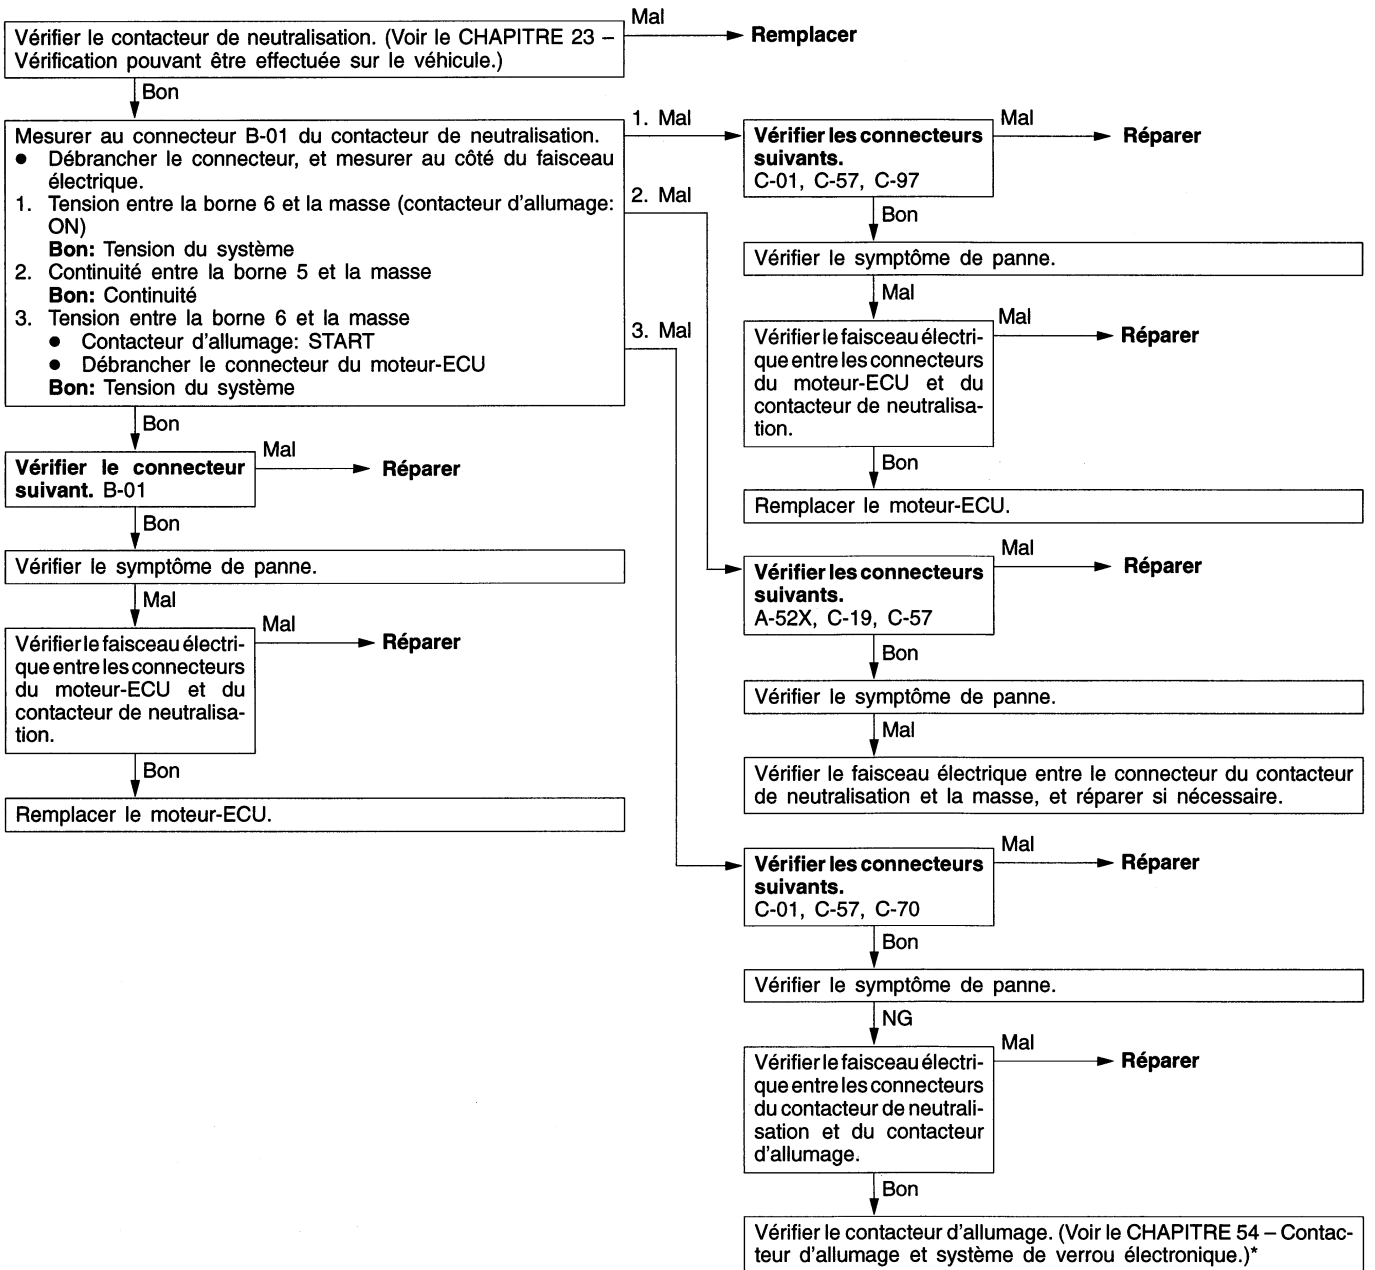 Vérifier le contacteur de neutralisation. (Voir le CHAPITRE 23 –
Vérification pouvant être effectuée sur le véhicule.)
Mal
Remplacer
Bon
Mesurer au connecteur B-01 du contacteur de neutralisation.
● Débrancher le connecteur, et mesurer au côté du faisceau
électrique.
1. Tension entre la borne 6 et la masse (contacteur d'allumage:
ON)
Bon: Tension du système
2. Continuité entre la borne 5 et la masse
Bon: Continuité
3. Tension entre la borne 6 et la masse
● Contacteur d'allumage: START
● Débrancher le connecteur du moteur-ECU
Bon: Tension du système
Bon
Vérifier le connecteur
suivant. B-01
Mal
Réparer
Bon
Vérifier le symptôme de panne.
Mal
Vérifier le faisceau électri-
que entre les connecteurs
du moteur-ECU et du
contacteur de neutralisa-
tion.
Mal
Réparer
Bon
Remplacer le moteur-ECU.
1. Mal
Vérifier les connecteurs
suivants.
C-01, C-57, C-97
Mal
Réparer
Bon
Vérifier le symptôme de panne.
Mal
Vérifier le faisceau électri-
que entre les connecteurs
du moteur-ECU et du
contacteur de neutralisa-
tion.
Mal
Réparer
Bon
Remplacer le moteur-ECU.
2. Mal
Vérifier les connecteurs
suivants.
A-52X, C-19, C-57
Mal
Réparer
Bon
Vérifier le symptôme de panne.
Mal
Vérifier le faisceau électrique entre le connecteur du contacteur
de neutralisation et la masse, et réparer si nécessaire.
3. Mal
Vérifier les connecteurs
suivants.
C-01, C-57, C-70
Mal
Réparer
Bon
Vérifier le symptôme de panne.
NG
Vérifier le faisceau électri-
que entre les connecteurs
du contacteur de neutrali-
sation et du contacteur
d'allumage.
Mal
Réparer
Bon
Vérifier le contacteur d'allumage. (Voir le CHAPITRE 54 – Contac-
teur d'allumage et système de verrou électronique.)*